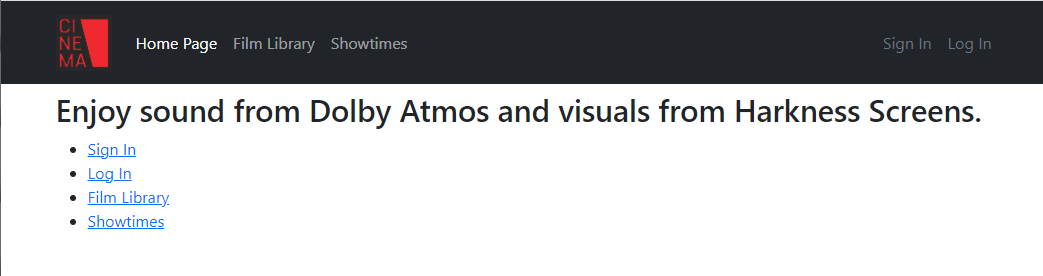 CI
NE
MA
Home Page Film Library Showtimes Sign In Log In
Enjoy sound from Dolby Atmos and visuals from Harkness Screens.
Sign In
Log In
Film Library
Showtimes